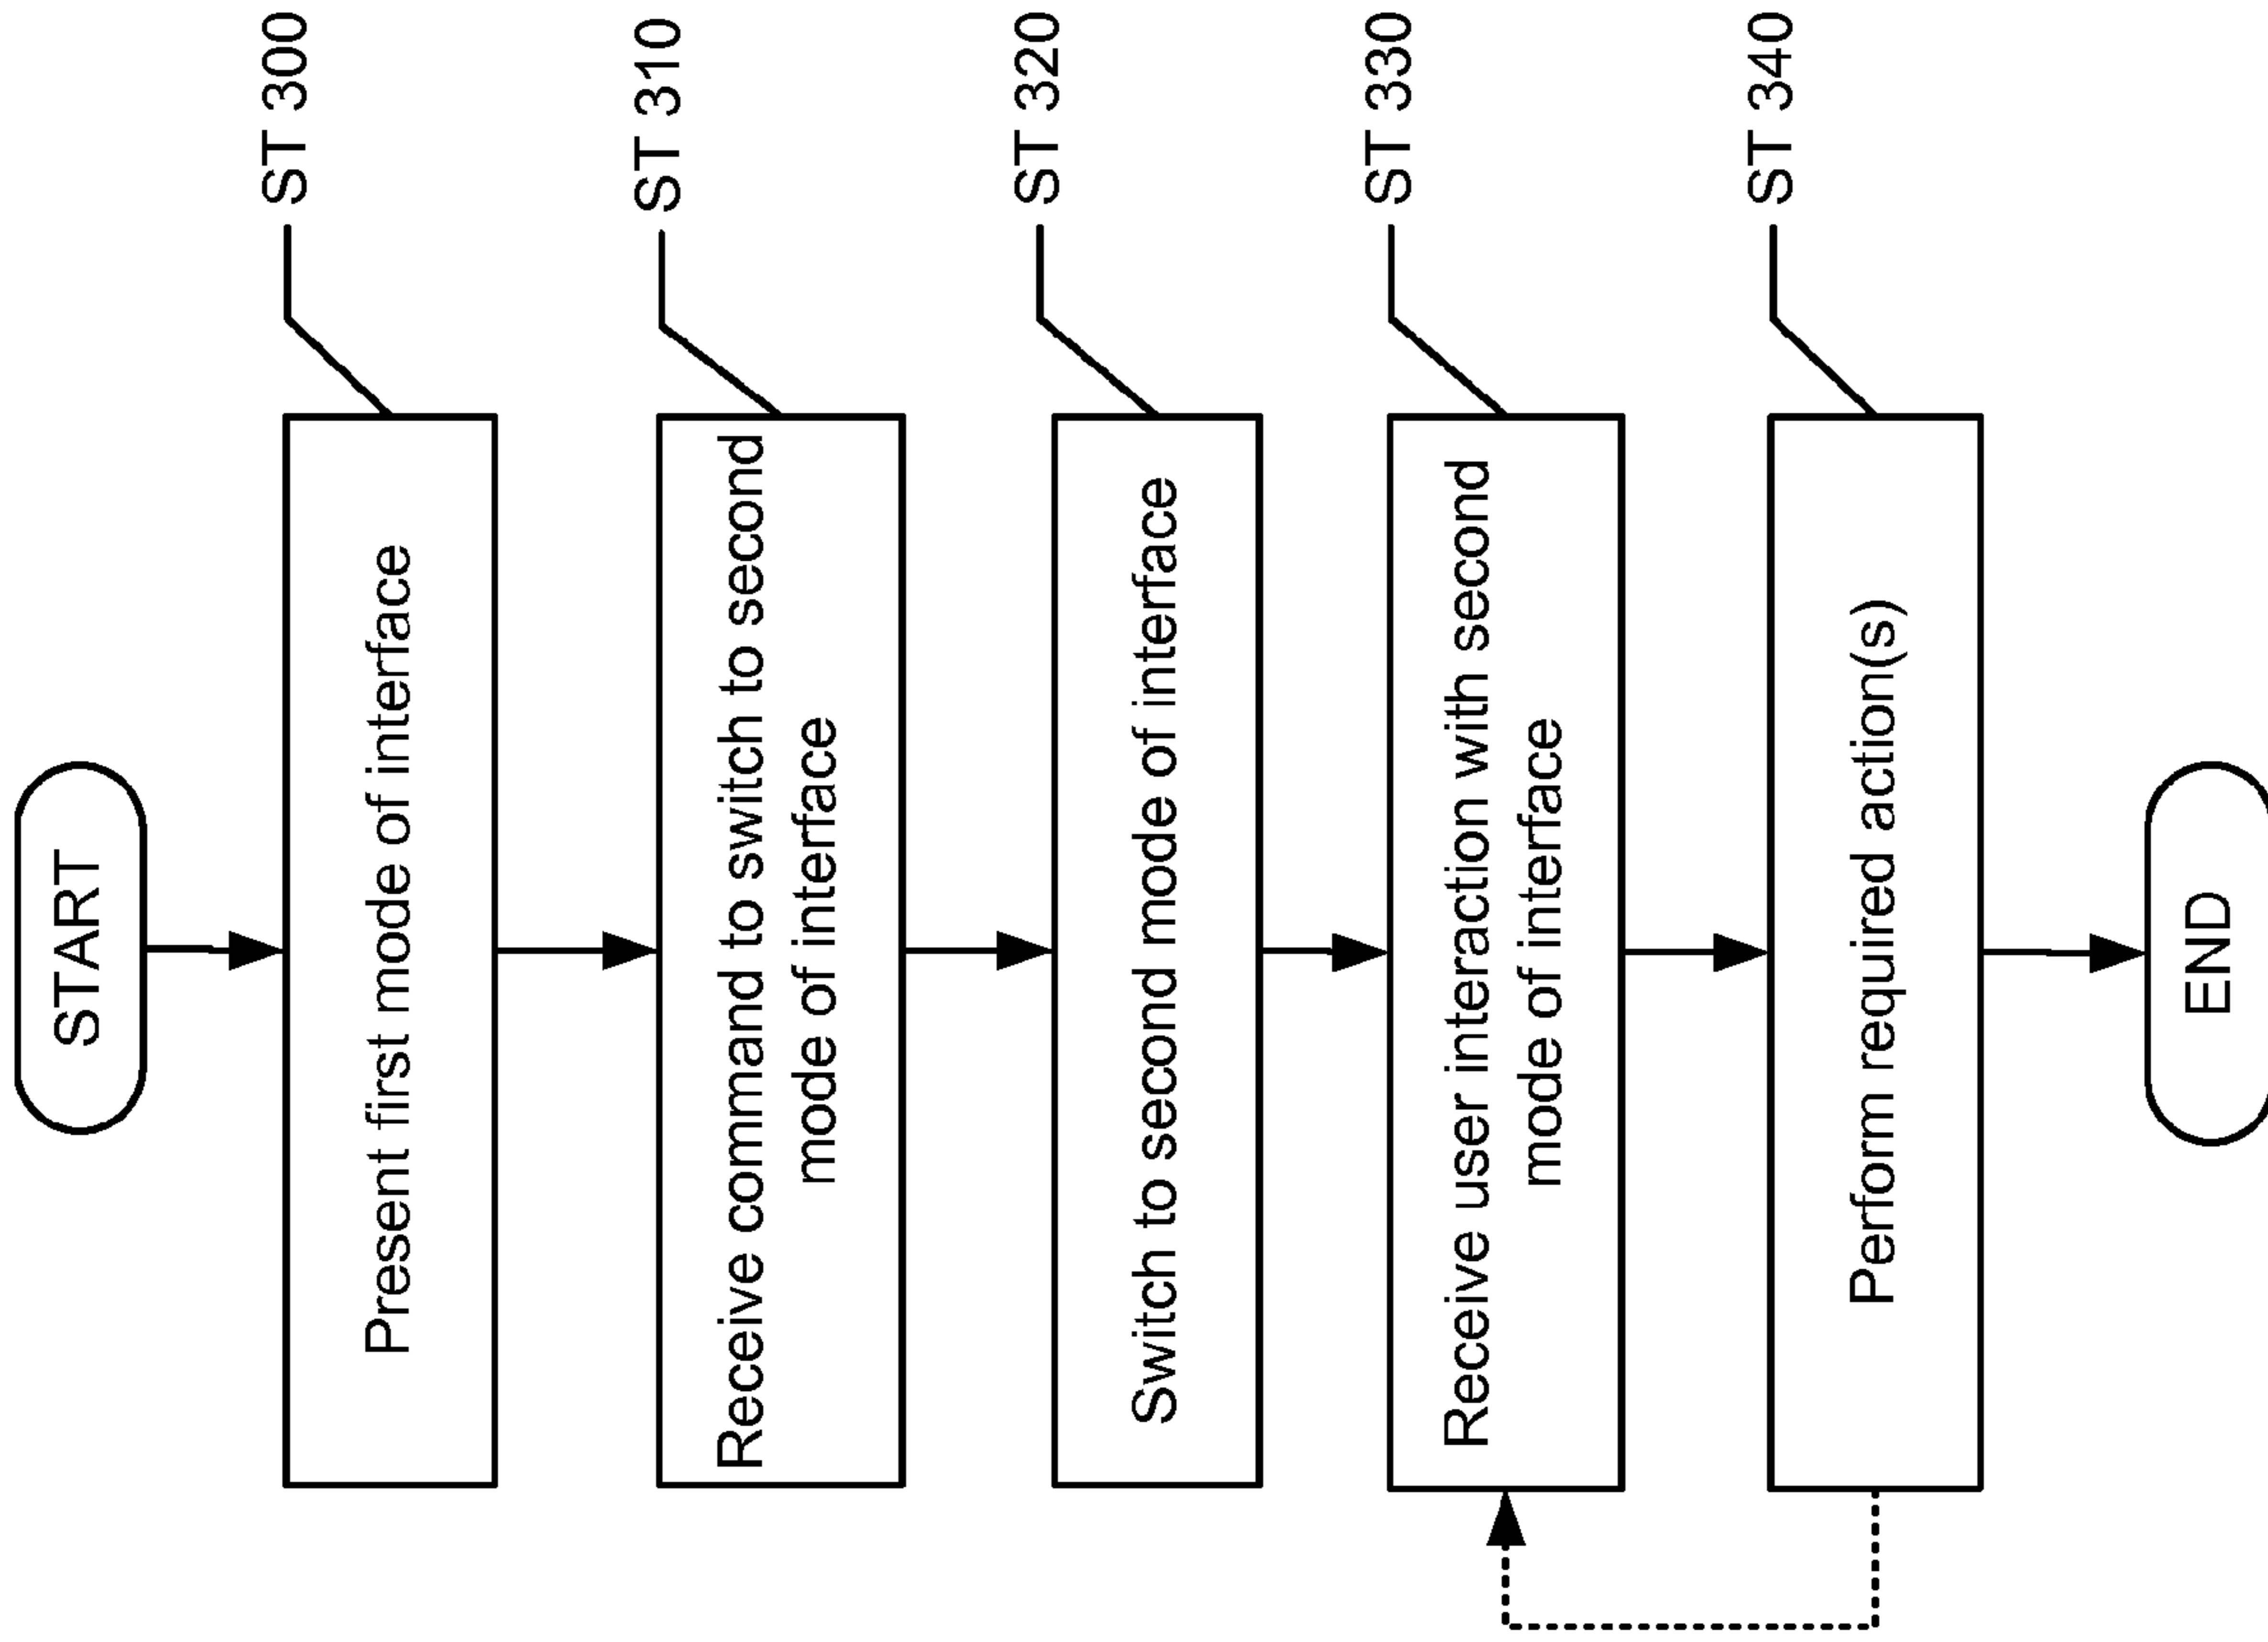 START
Present first mode of interface
ST 300
Receive command to switch to second
mode of interface
ST 310
Switch to second mode of interface
ST 320
Receive user interaction with second
mode of interface
ST 330
Perform required action(s)
ST 340
END